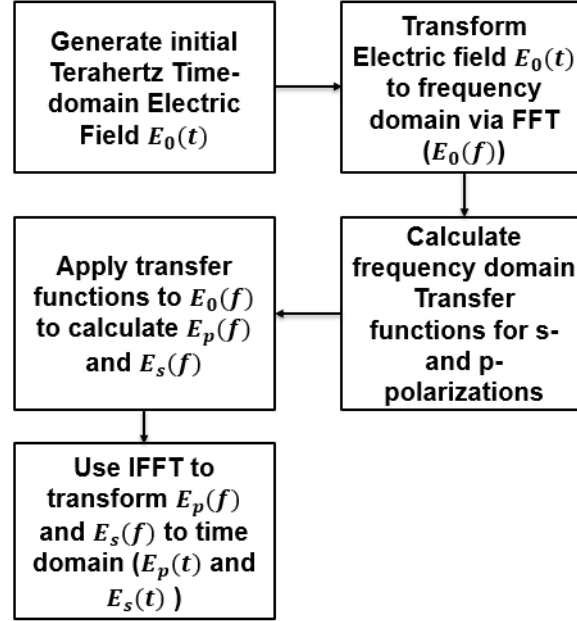 Generate initial
Terahertz Time-
domain Electric
Field E₀(t)
Transform
Electric field E₀(t)
to frequency
domain via FFT
(E₀(f))
Calculate
frequency domain
Transfer
functions for s-
and p-
polarizations
Apply transfer
functions to E₀(f)
to calculate Eₚ(f)
and Eₛ(f)
Use IFFT to
transform Eₚ(f)
and Eₛ(f) to time
domain (Eₚ(t) and
Eₛ(t) )